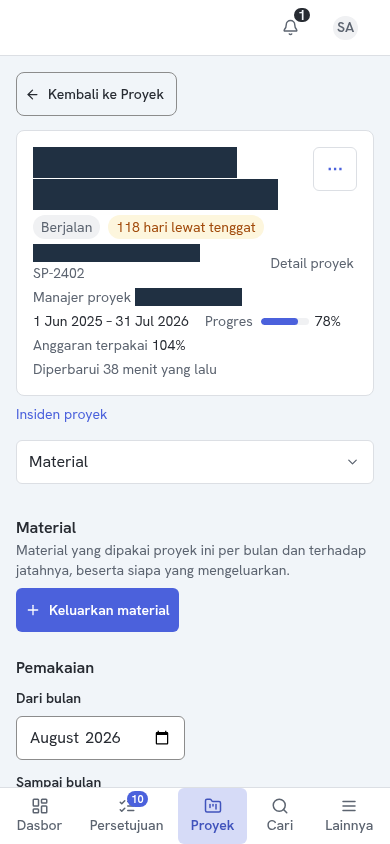 1
SA
Kembali ke Proyek
Berjalan
118 hari lewat tenggat
SP-2402
Detail proyek
Manajer proyek
1 Jun 2025 – 31 Jul 2026
Progres
78%
Anggaran terpakai 104%
Diperbarui 38 menit yang lalu
Insiden proyek
Material
Material
Material yang dipakai proyek ini per bulan dan terhadap
jatahnya, beserta siapa yang mengeluarkan.
Keluarkan material
Pemakaian
Dari bulan
August 2026
Sampai bulan
10
Dasbor
Persetujuan
Proyek
Cari
Lainnya